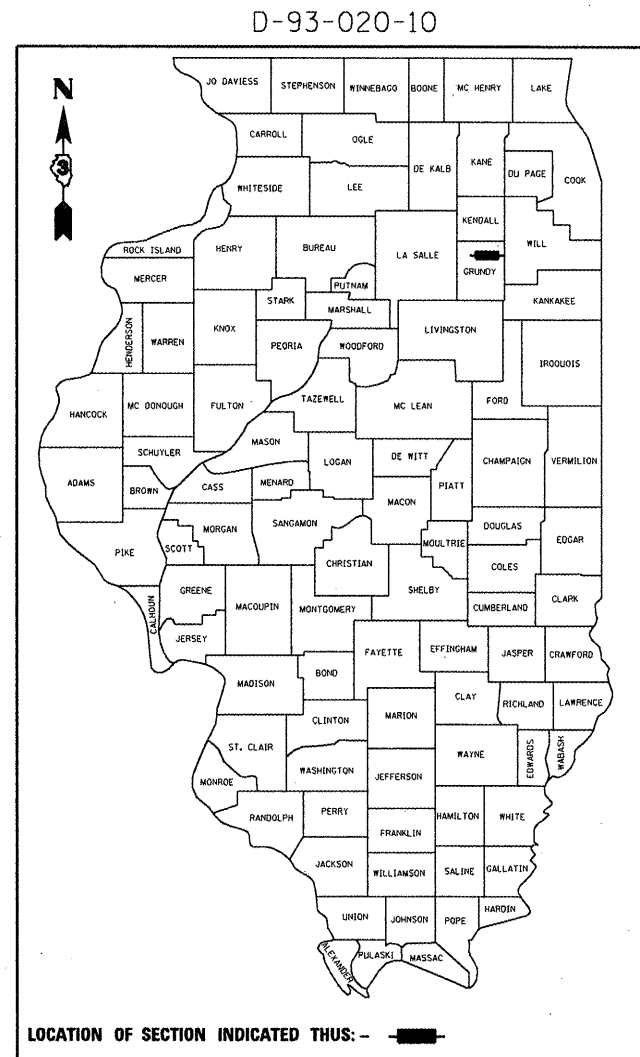 D-93-020-10
JO DAVIESS STEPHENSON WINNEBAGO BOONE MC HENRY LAKE
N
CARROLL OGLE DE KALB KANE DU PAGE COOK
3
WHITESIDE LEE
KENDALL
ROCK ISLAND HENRY BUREAU LA SALLE WILL
MERCER PUTNAM GRUNDY
STARK MARSHALL KANKAKEE
HENDERSON WARREN KNOX PEORIA WOODFORD LIVINGSTON
IROQUOIS
HANCOCK MC DONOUGH FULTON TAZEWELL MC LEAN FORD
MASON
SCHUYLER LOGAN DE WITT CHAMPAIGN VERMILION
ADAMS BROWN CASS MENARD PIATT
MACON
MORGAN SANGAMON DOUGLAS
PIKE SCOTT CHRISTIAN MOULTRIE EDGAR
COLES
GREENE MACOUPIN MONTGOMERY SHELBY CUMBERLAND CLARK
CALHOUN JERSEY
FAYETTE EFFINGHAM JASPER CRAWFORD
MADISON BOND
CLAY RICHLAND LAWRENCE
CLINTON MARION
ST. CLAIR WAYNE EDWARDS WABASH
WASHINGTON JEFFERSON
MONROE
RANDOLPH PERRY HAMILTON WHITE
FRANKLIN
JACKSON WILLIAMSON SALINE GALLATIN
UNION JOHNSON POPE HARDIN
ALEXANDER PULASKI MASSAC
LOCATION OF SECTION INDICATED THUS: -